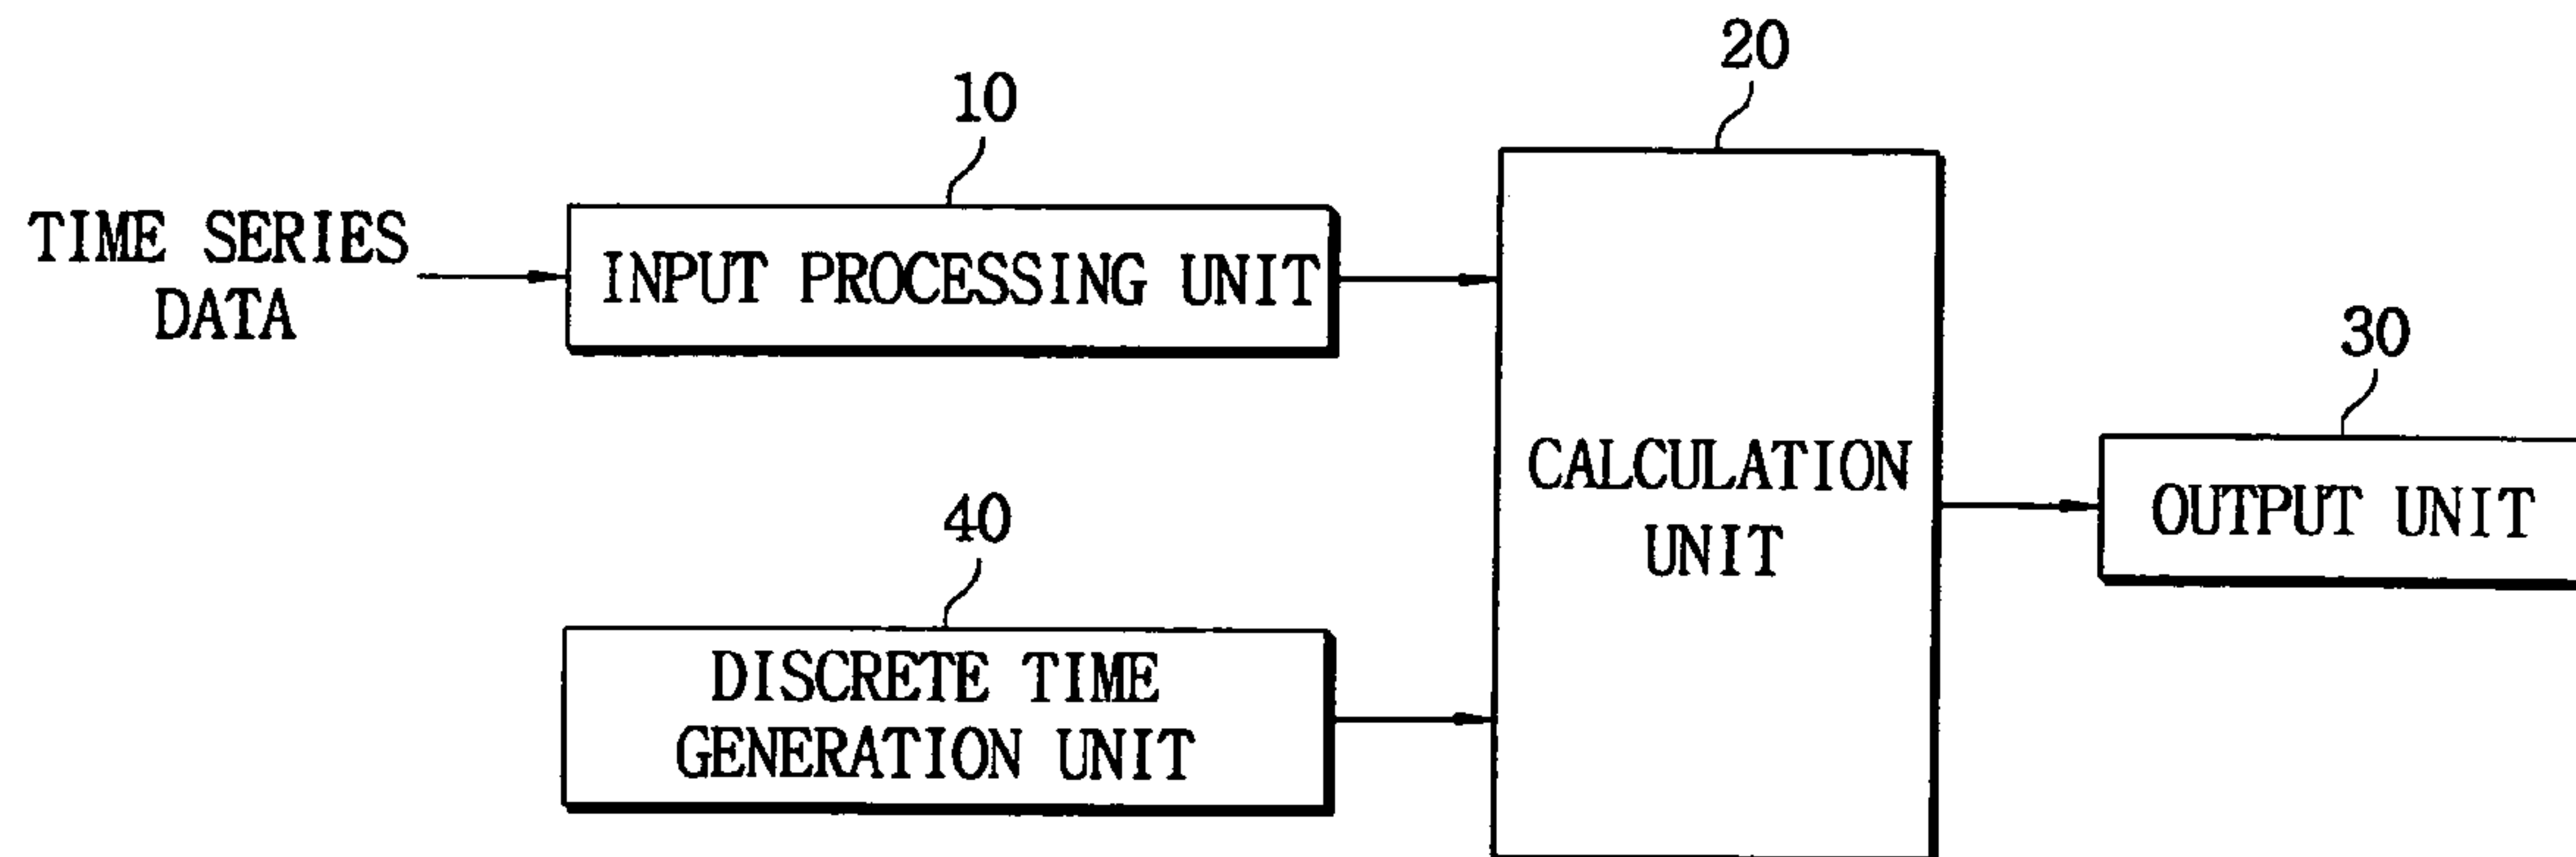 20
10
TIME SERIES
DATA
INPUT PROCESSING UNIT
30
CALCULATION
UNIT
OUTPUT UNIT
40
DISCRETE TIME
GENERATION UNIT